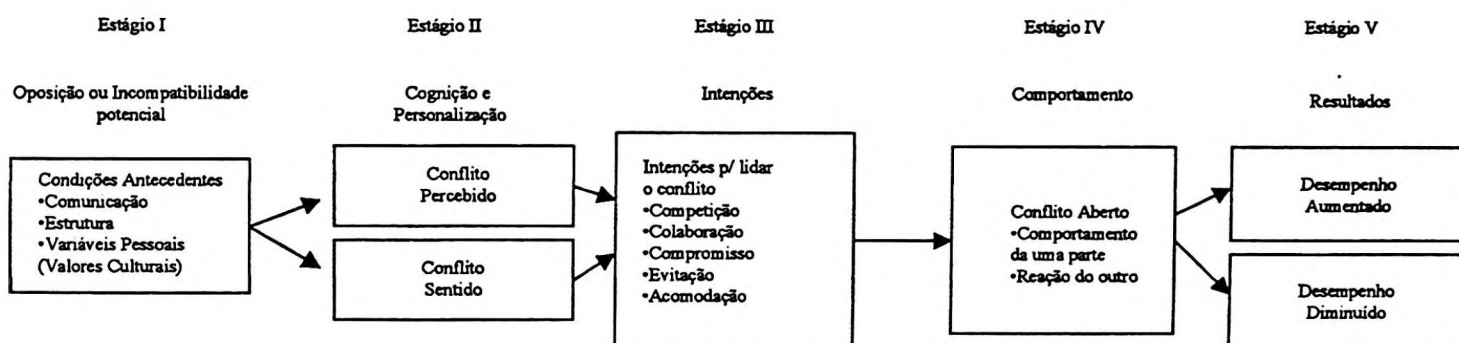 Estágio I
Estágio II
Estágio III
Estágio IV
Estágio V
Oposição ou Incompatibilidade
potencial
Cognição e
Personalização
Intenções
Comportamento
Resultados
Condições Antecedentes
•Comunicação
•Estrutura
•Variáveis Pessoais
(Valores Culturais)
Conflito
Percebido
Conflito
Sentido
Intenções p/ lidar
o conflito
•Competição
•Colaboração
•Compromisso
•Evitação
•Acomodação
Conflito Aberto
•Comportamento
da uma parte
•Reação do outro
Desempenho
Aumentado
Desempenho
Diminuído